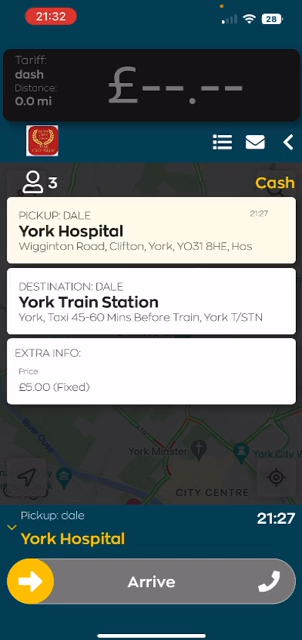 21:32
28
Tariff:
dash
Distance:
0.0 mi
£--.--
3
Cash
PICKUP: DALE
21:27
York Hospital
Wigginton Road, Clifton, York, YO31 8HE, Hos
DESTINATION: DALE
York Train Station
York, Taxi 45-60 Mins Before Train, York T/STN
EXTRA INFO:
Price
£5.00 (Fixed)
York Minster
York City W
CITY CENTRE
Pickup: dale
21:27
York Hospital
Arrive